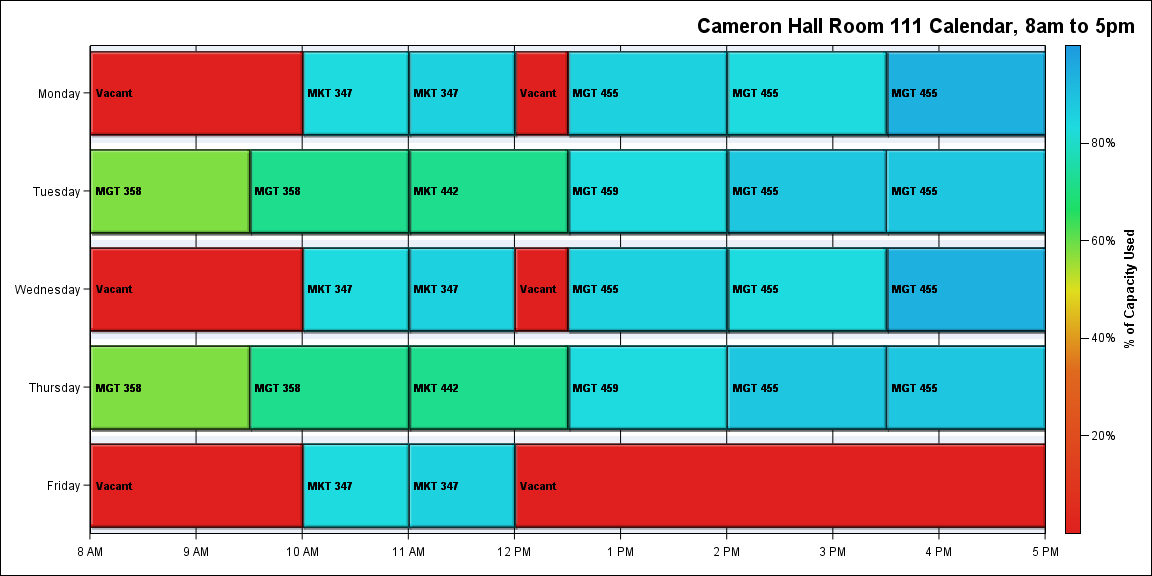 Cameron Hall Room 111 Calendar, 8am to 5pm
Monday
Vacant
MKT 347
MKT 347
Vacant
MGT 455
MGT 455
MGT 455
Tuesday
MGT 358
MGT 358
MKT 442
MGT 459
MGT 455
MGT 455
Wednesday
Vacant
MKT 347
MKT 347
Vacant
MGT 455
MGT 455
MGT 455
Thursday
MGT 358
MGT 358
MKT 442
MGT 459
MGT 455
MGT 455
Friday
Vacant
MKT 347
MKT 347
Vacant
8 AM
9 AM
10 AM
11 AM
12 PM
1 PM
2 PM
3 PM
4 PM
5 PM
80%
60%
40%
20%
% of Capacity Used